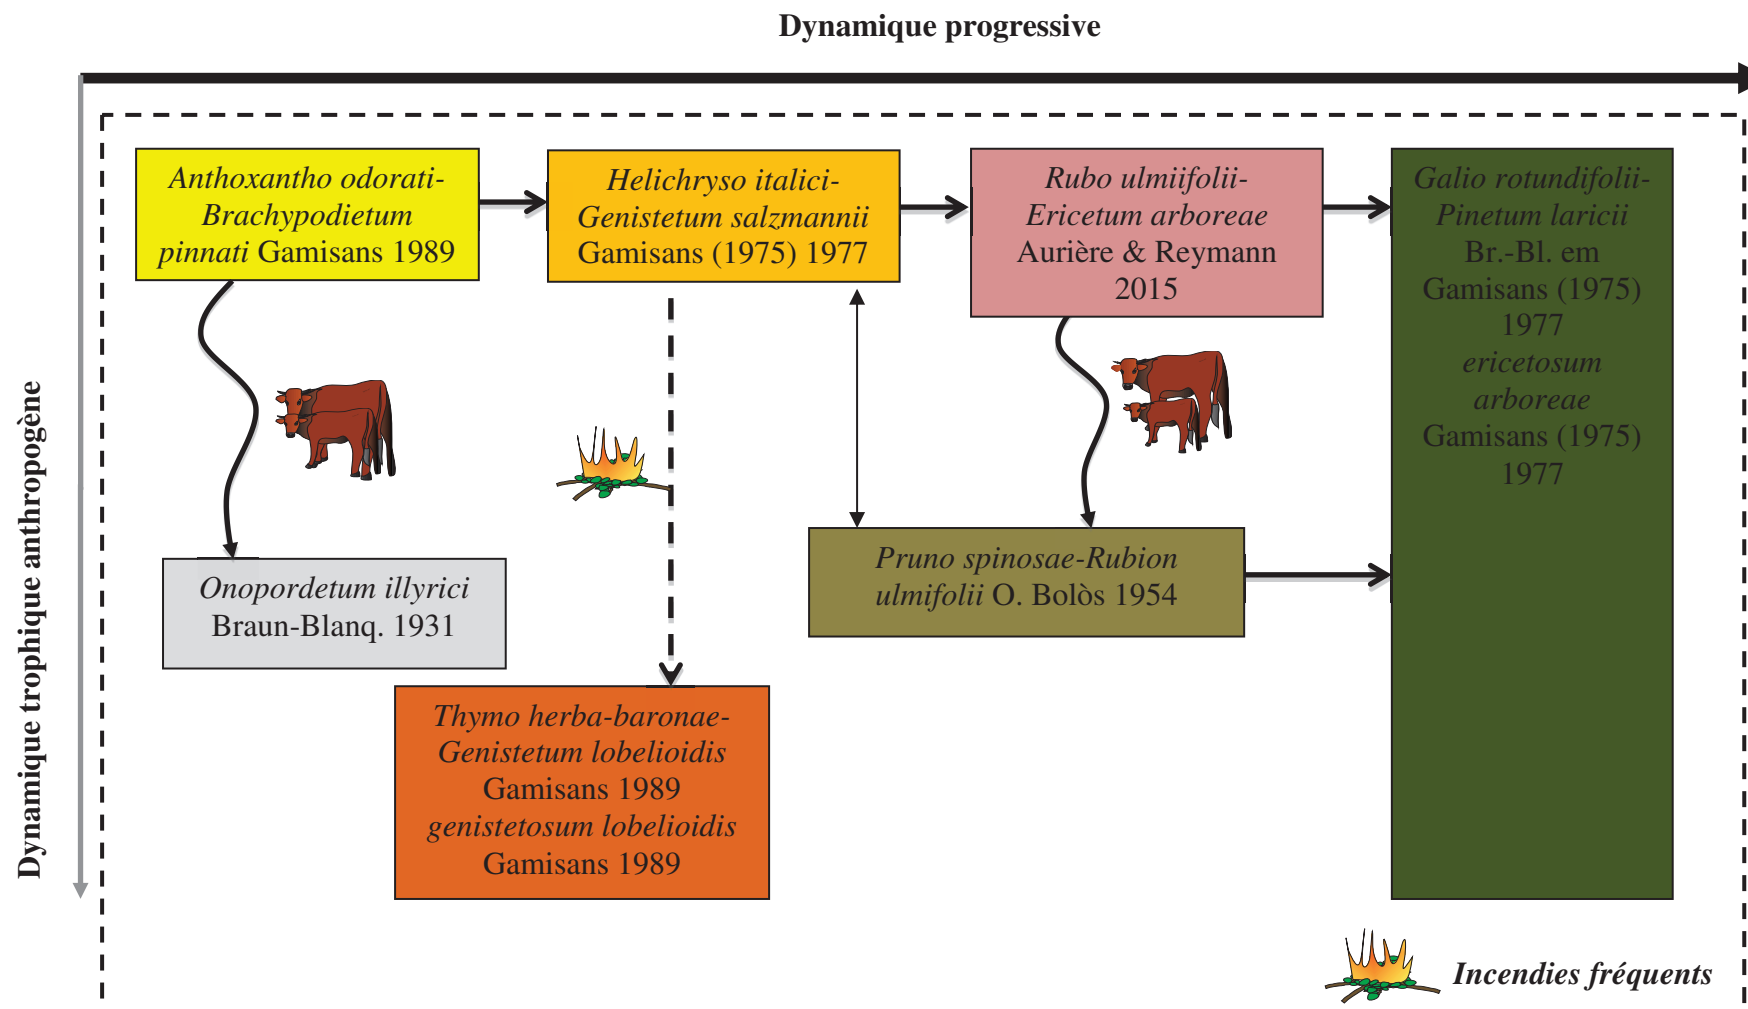 Dynamique progressive
Dynamique trophique anthropogène
Anthoxantho odorati-
Brachypodietum
pinnati Gamisans 1989
Helichryso italici-
Genistetum salzmannii
Gamisans (1975) 1977
Rubo ulmiifolii-
Ericetum arboreae
Aurière & Reymann
2015
Galio rotundifolii-
Pinetum laricii
Br.-Bl. em
Gamisans (1975)
1977
ericetosum
arboreae
Gamisans (1975)
1977
Onopordetum illyrici
Braun-Blanq. 1931
Pruno spinosae-Rubion
ulmifolii O. Bolòs 1954
Thymo herba-baronae-
Genistetum lobelioidis
Gamisans 1989
genistetosum lobelioidis
Gamisans 1989
Incendies fréquents